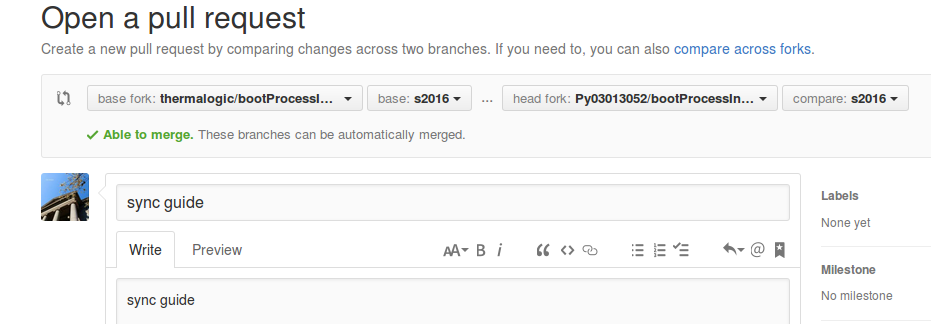 Open a pull request
Create a new pull request by comparing changes across two branches. If you need to, you can also compare across forks.
base fork: thermalogic/bootProcessI... base: s2016 ... head fork: Py03013052/bootProcessIn... compare: s2016
Able to merge. These branches can be automatically merged.
sync guide
Labels
None yet
Write Preview AA B i “ <> @
Milestone
No milestone
sync guide